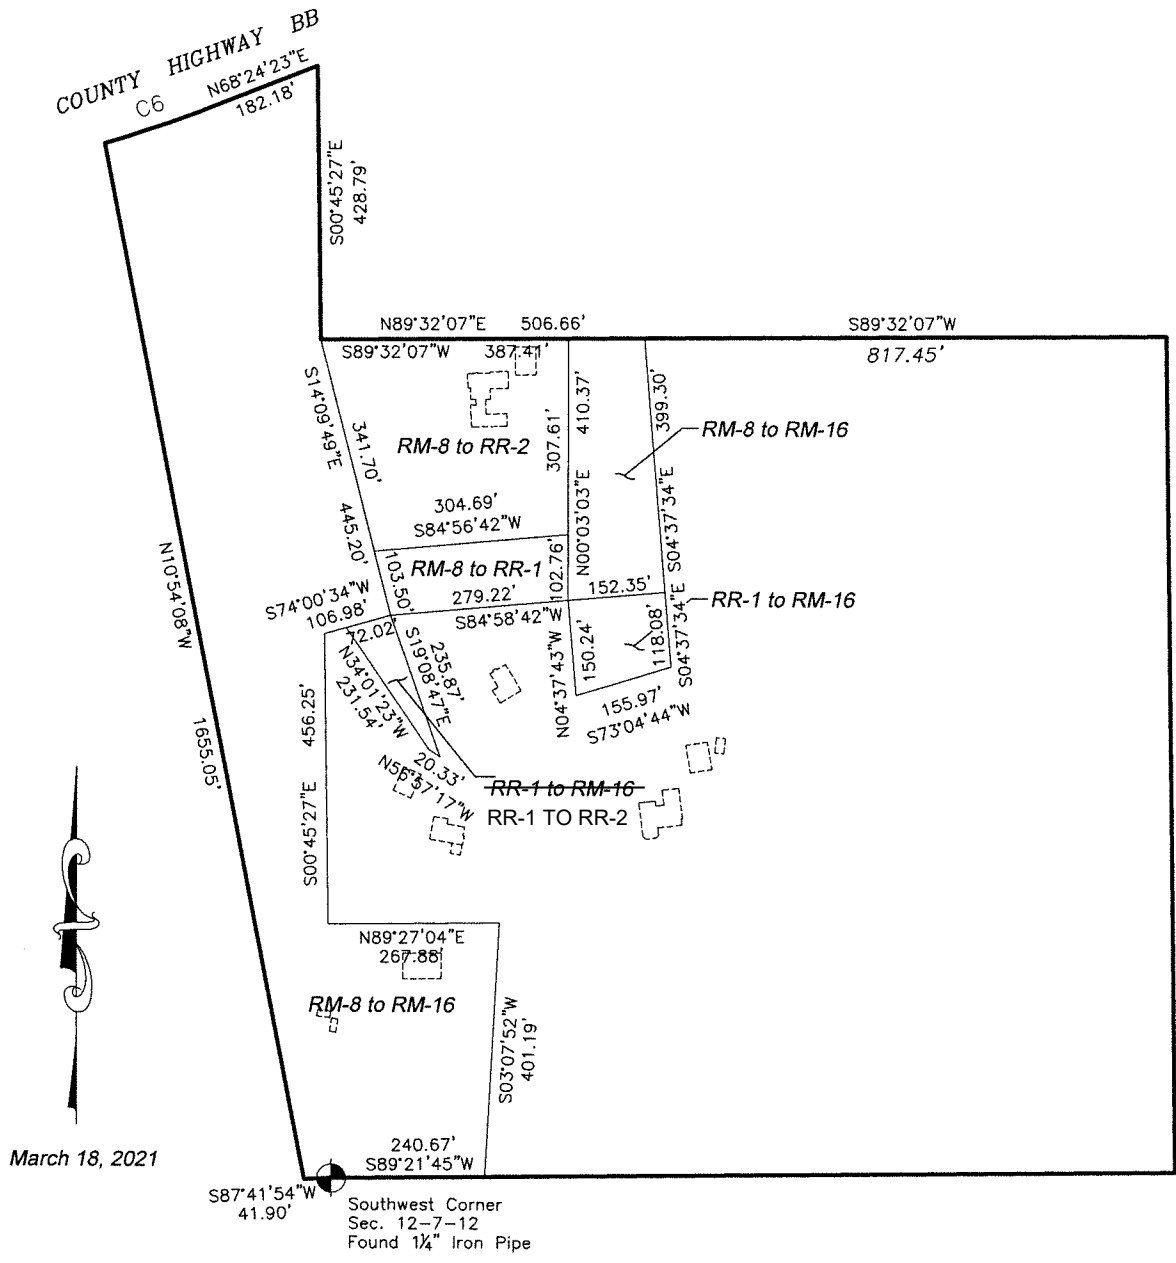 COUNTY HIGHWAY BB
C6
N68°24'23"E
182.18'
S00°45'27"E
428.79'
N89°32'07"E 506.66'
S89°32'07"W
S89°32'07"W 387.41'
817.45'
S14°09'49"E
341.70'
445.20'
RM-8 to RR-2
307.61'
410.37'
N00°03'03"E
399.30'
S04°37'34"E
RM-8 to RM-16
304.69'
S84°56'42"W
RM-8 to RR-1
103.50'
102.76'
279.22'
S84°58'42"W
152.35'
RR-1 to RM-16
S74°00'34"W
106.98'
72.02'
N10°54'08"W
1655.05'
S19°08'47"E
235.87'
N34°01'23"W
231.54'
N04°37'43"W
150.24'
118.08'
S04°37'34"E
155.97'
S73°04'44"W
456.25'
S00°45'27"E
20.33'
RR-1 to RM-16
RR-1 TO RR-2
N89°27'04"E
267.88'
RM-8 to RM-16
S03°07'52"W
401.19'
March 18, 2021
240.67'
S89°21'45"W
S87°41'54"W
41.90'
Southwest Corner
Sec. 12-7-12
Found 1¼" Iron Pipe